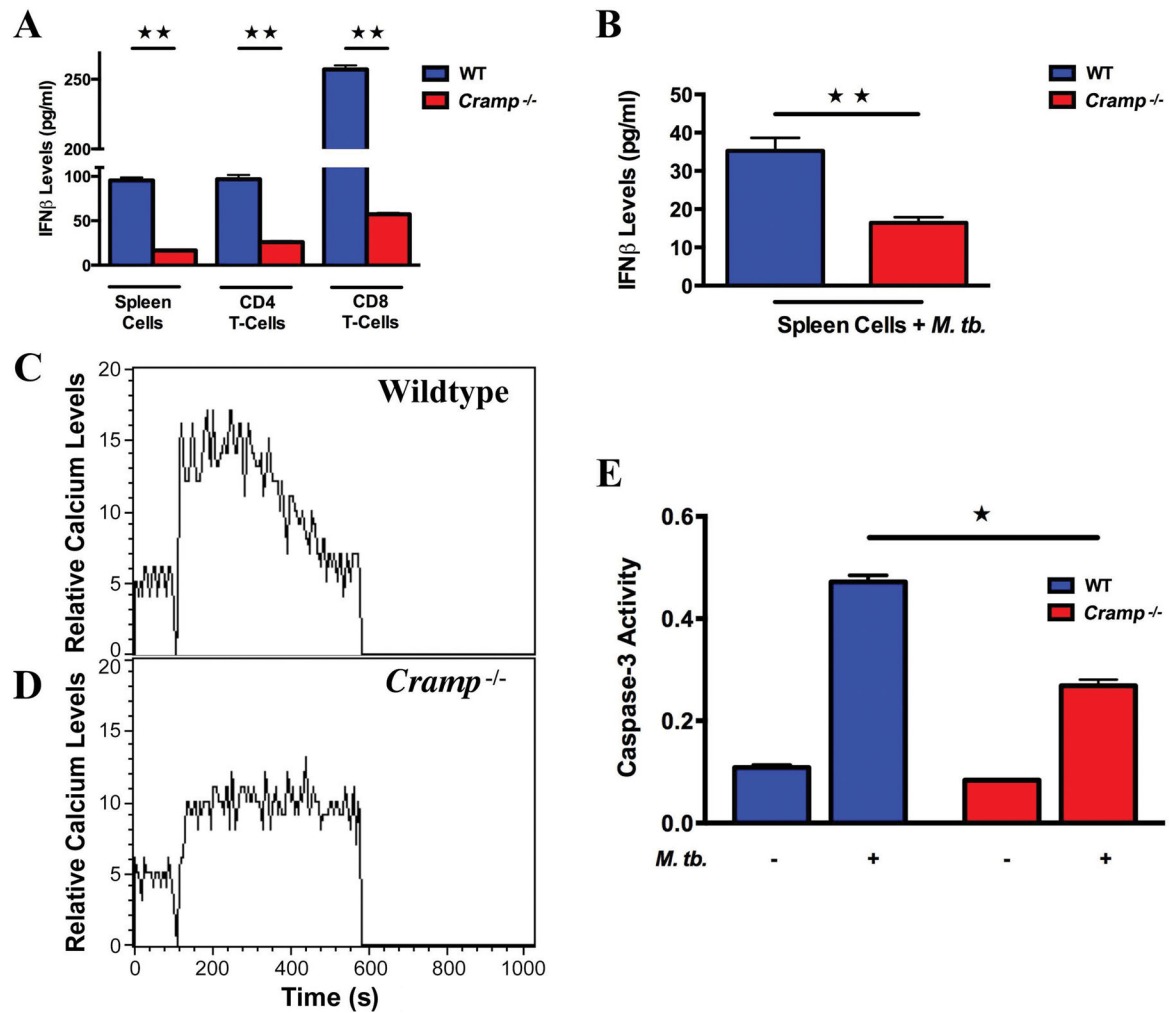 A
★★ ★★ ★★
WT
Cramp -/-
IFNβ Levels (pg/ml)
250
200
100
50
0
Spleen Cells
CD4 T-Cells
CD8 T-Cells
B
★ ★
WT
Cramp -/-
IFNβ Levels (pg/ml)
50
40
30
20
10
0
Spleen Cells + M. tb.
C
Wildtype
Relative Calcium Levels
20
15
10
5
0
D
Cramp -/-
Relative Calcium Levels
20
15
10
5
0
0 200 400 600 800 1000
Time (s)
E
★
WT
Cramp -/-
Caspase-3 Activity
0.6
0.4
0.2
0.0
M. tb. - + - +